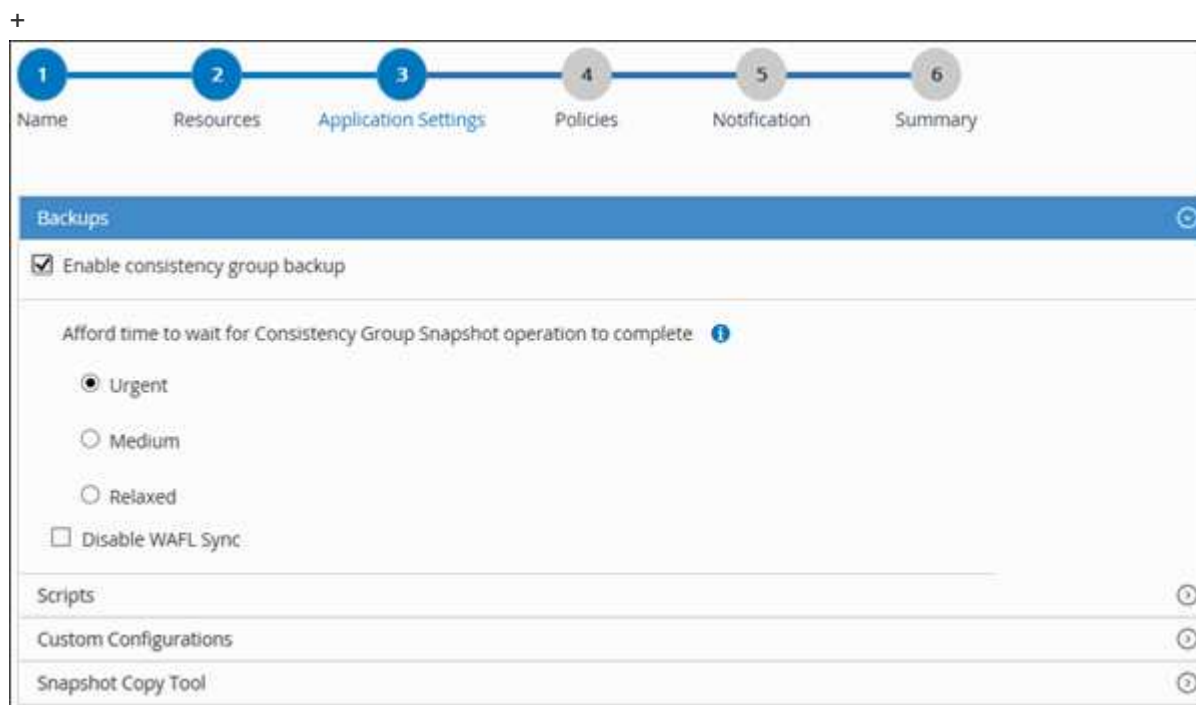 +
1 2 3 4 5 6
Name Resources Application Settings Policies Notification Summary
Backups
Enable consistency group backup
Afford time to wait for Consistency Group Snapshot operation to complete
Urgent
Medium
Relaxed
Disable WAFL Sync
Scripts
Custom Configurations
Snapshot Copy Tool